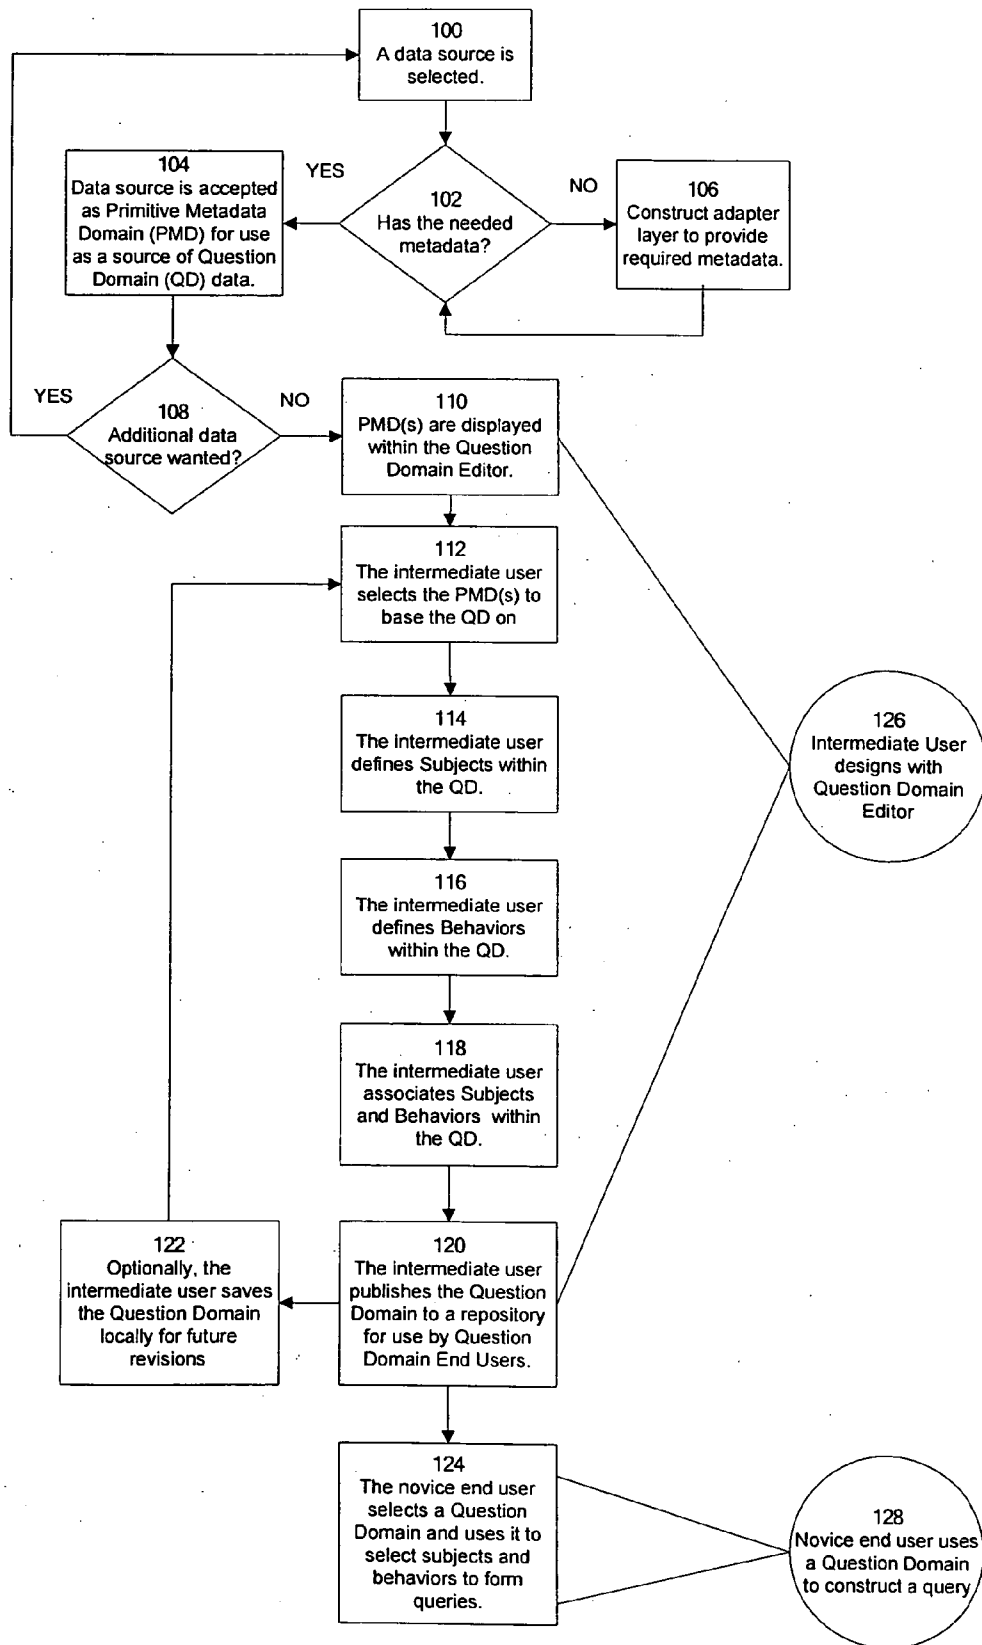 100
A data source is
selected.
YES
NO
102
Has the needed
metadata?
104
Data source is accepted
as Primitive Metadata
Domain (PMD) for use
as a source of Question
Domain (QD) data.
106
Construct adapter
layer to provide
required metadata.
YES
NO
108
Additional data
source wanted?
110
PMD(s) are displayed
within the Question
Domain Editor.
112
The intermediate user
selects the PMD(s) to
base the QD on
114
The intermediate user
defines Subjects within
the QD.
116
The intermediate user
defines Behaviors
within the QD.
118
The intermediate user
associates Subjects
and Behaviors within
the QD.
120
The intermediate user
publishes the Question
Domain to a repository
for use by Question
Domain End Users.
122
Optionally, the
intermediate user saves
the Question Domain
locally for future
revisions
124
The novice end user
selects a Question
Domain and uses it to
select subjects and
behaviors to form
queries.
126
Intermediate User
designs with
Question Domain
Editor
128
Novice end user uses
a Question Domain
to construct a query